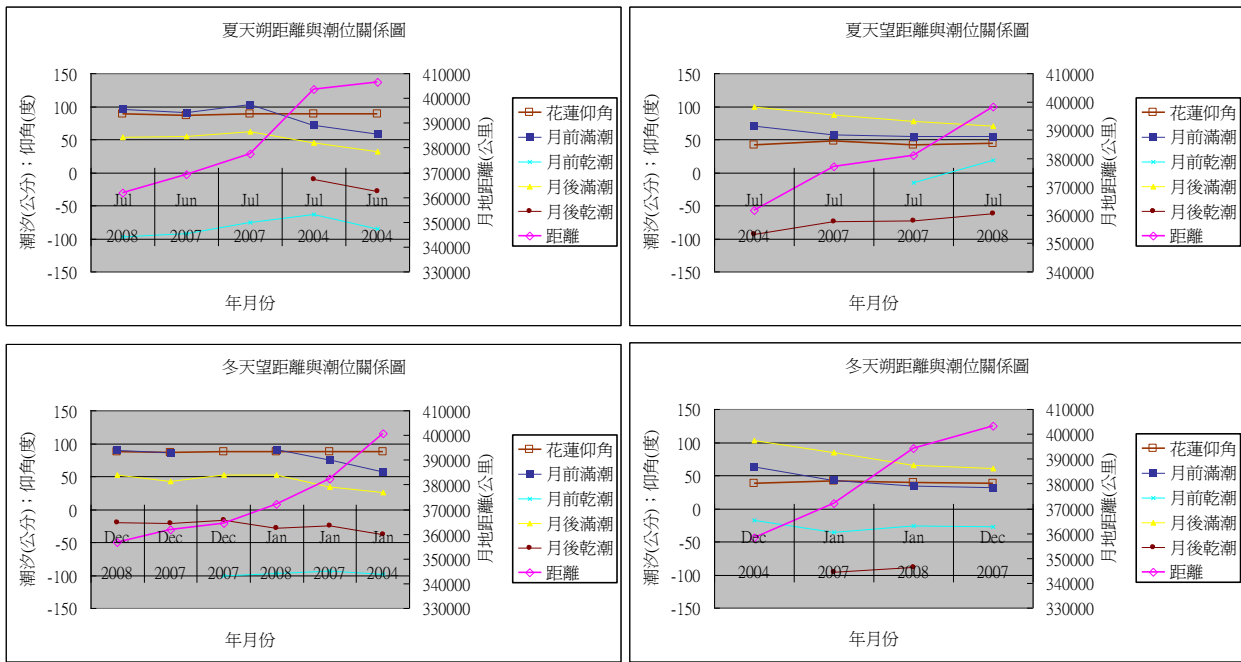 夏天朔距離與潮位關係圖
潮汐(公分)；仰角(度)
150
100
50
0
-50
-100
-150
Jul Jun Jul Jul Jun
2008 2007 2007 2004 2004
410000
400000
390000
380000
370000
360000
350000
340000
330000
月地距離(公里)
年月份
花蓮仰角
月前滿潮
月前乾潮
月後滿潮
月後乾潮
距離
夏天望距離與潮位關係圖
潮汐(公分)；仰角(度)
150
100
50
0
-50
-100
-150
Jul Jul Jul Jul
2004 2007 2007 2008
410000
400000
390000
380000
370000
360000
350000
340000
月地距離(公里)
年月份
花蓮仰角
月前滿潮
月前乾潮
月後滿潮
月後乾潮
距離
冬天望距離與潮位關係圖
潮汐(公分)；仰角(度)
150
100
50
0
-50
-100
-150
Dec Dec Dec Jan Jan Jan
2008 2007 2007 2008 2007 2004
410000
400000
390000
380000
370000
360000
350000
340000
330000
月地距離(公里)
年月份
花蓮仰角
月前滿潮
月前乾潮
月後滿潮
月後乾潮
距離
冬天朔距離與潮位關係圖
潮汐(公分)；仰角(度)
150
100
50
0
-50
-100
-150
Dec Jan Jan Dec
2004 2007 2008 2007
410000
400000
390000
380000
370000
360000
350000
340000
330000
月地距離(公里)
年月份
花蓮仰角
月前滿潮
月前乾潮
月後滿潮
月後乾潮
距離